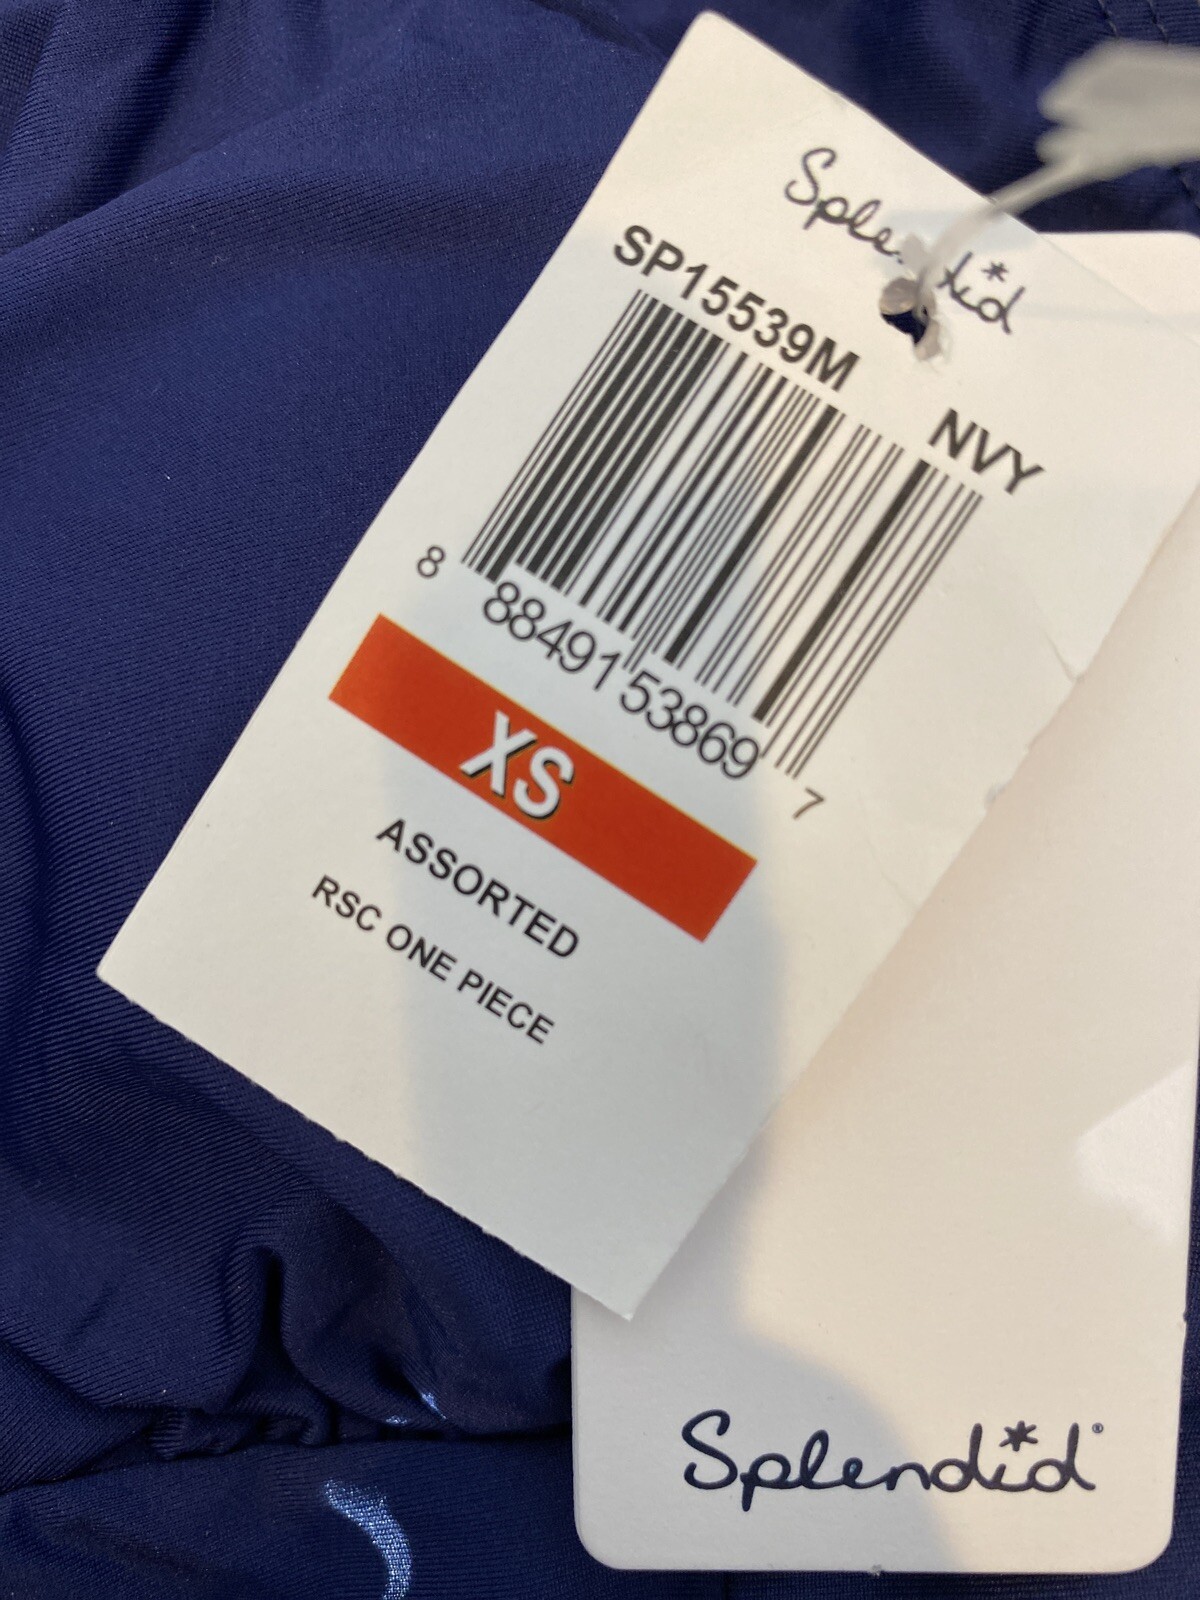 Splendid
SP15539M NVY
8 88491 53869 7
XS
ASSORTED
RSC ONE PIECE
Splendid®